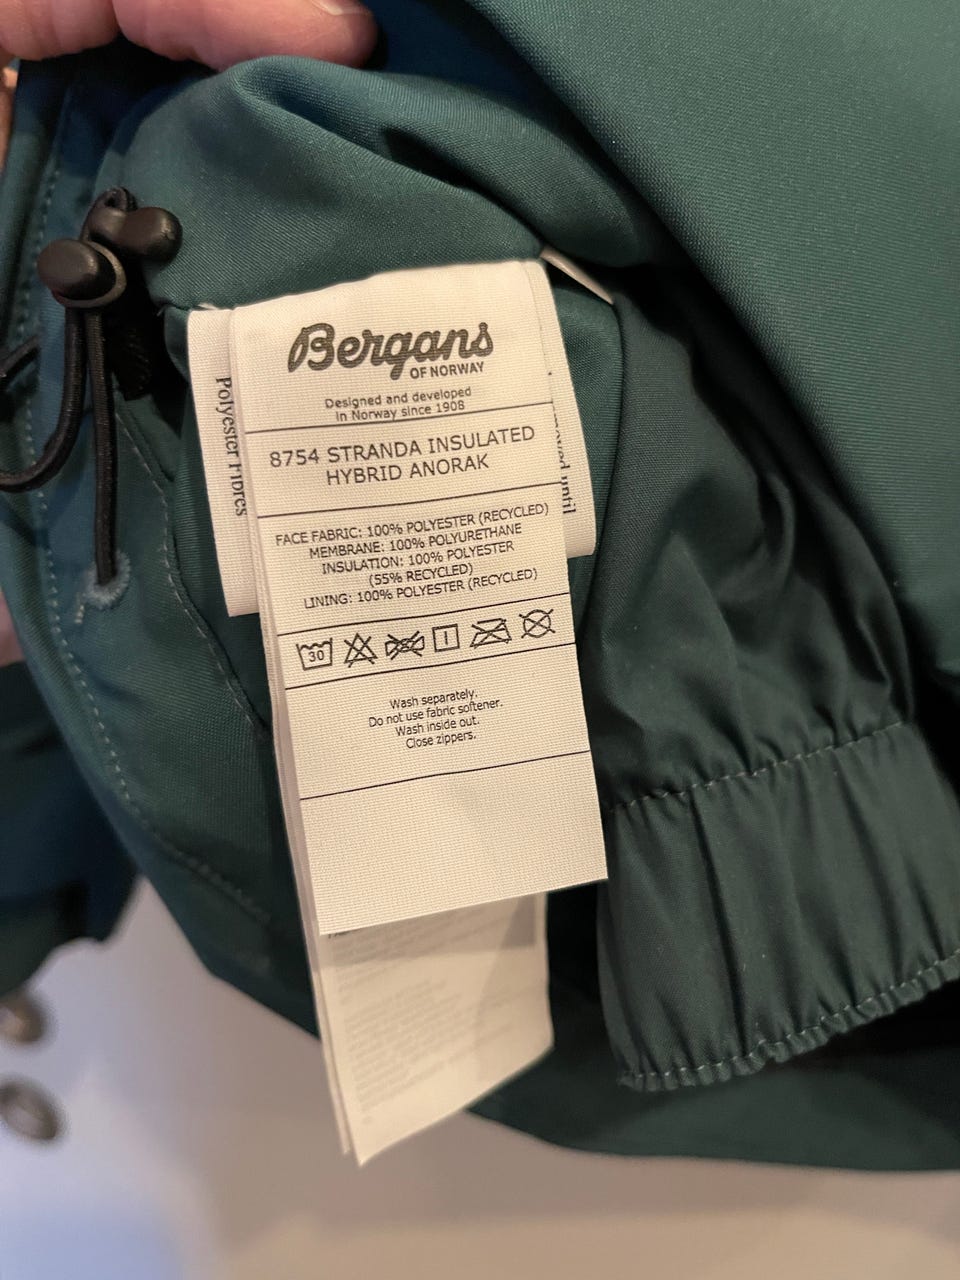 Bergans
OF NORWAY
Designed and developed
in Norway since 1908
8754 STRANDA INSULATED
HYBRID ANORAK
FACE FABRIC: 100% POLYESTER (RECYCLED)
MEMBRANE: 100% POLYURETHANE
INSULATION: 100% POLYESTER
(55% RECYCLED)
LINING: 100% POLYESTER (RECYCLED)
30
Wash separately.
Do not use fabric softener.
Wash inside out.
Close zippers.
Polyester Fibres
until